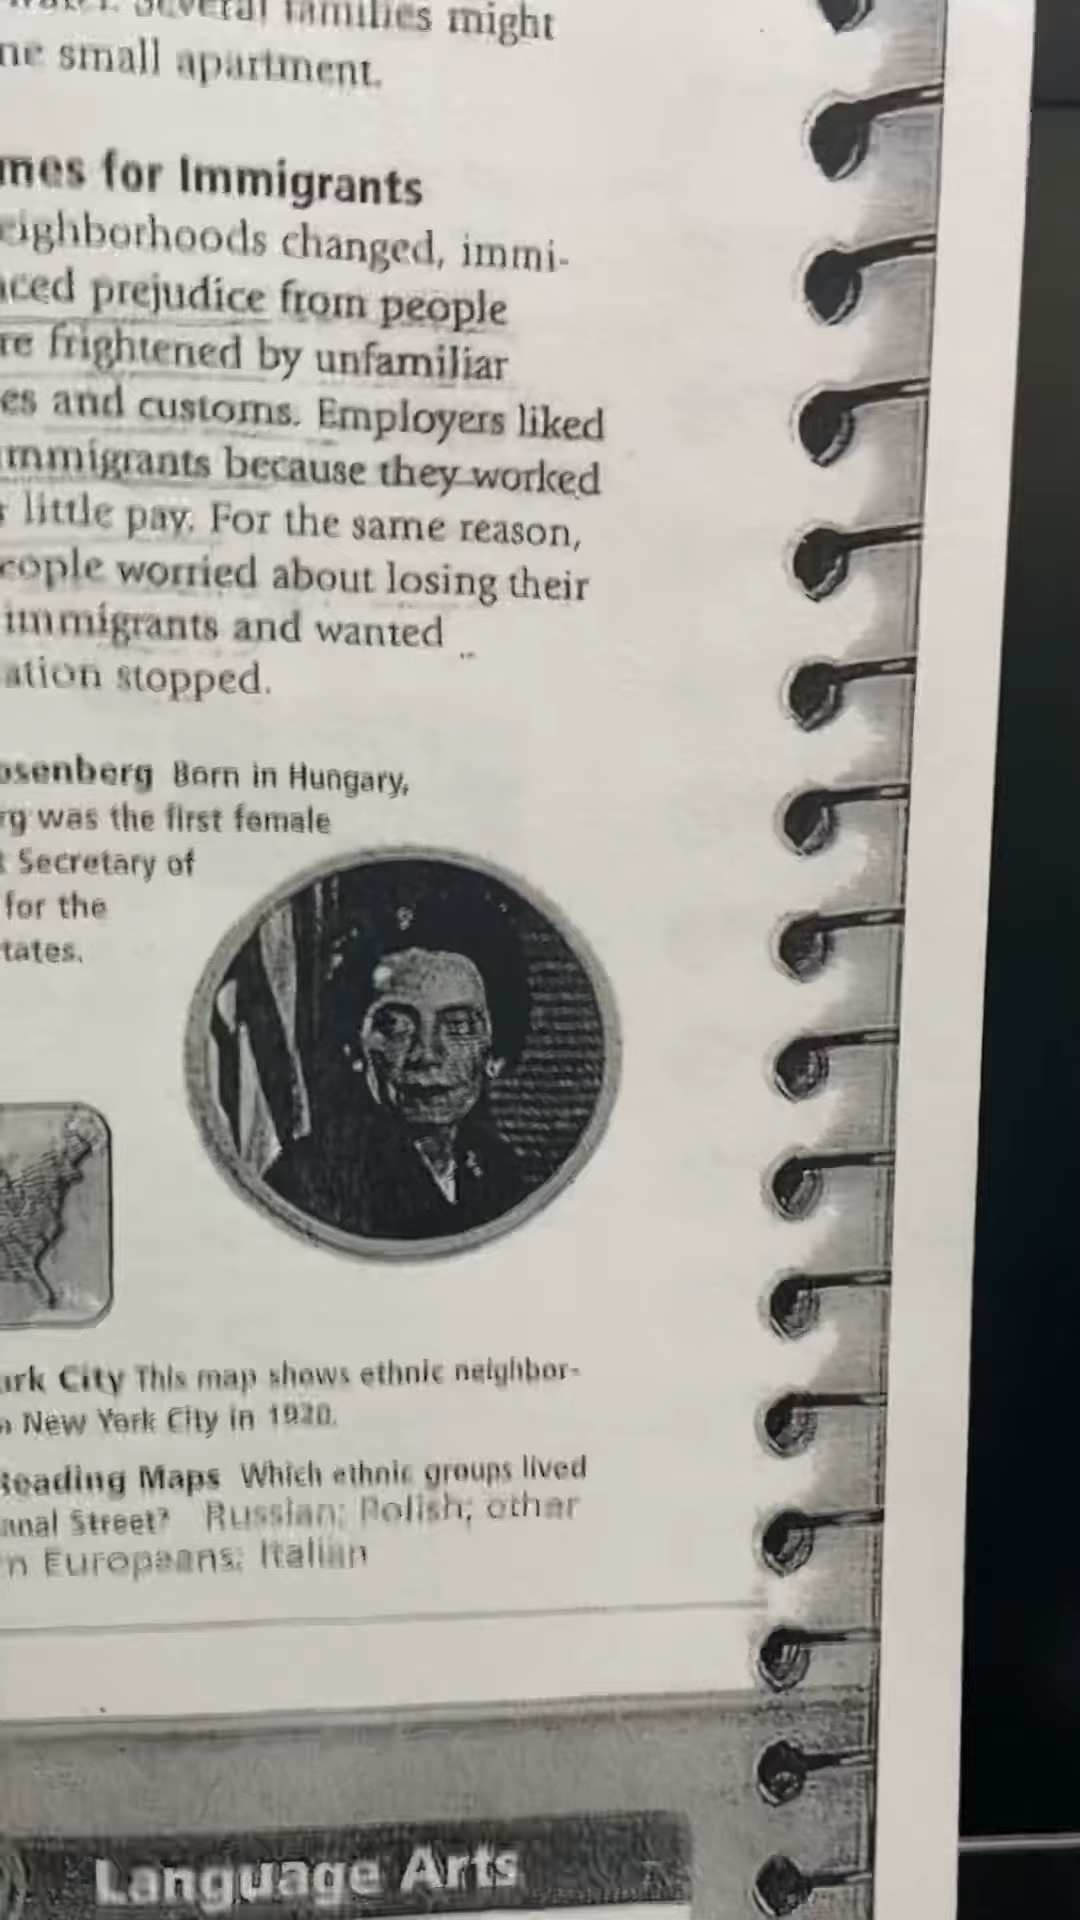 Several families might
ne small apartment.
mes for Immigrants
eighborhoods changed, immi-
aced prejudice from people
re frightened by unfamiliar
es and customs. Employers liked
mmigrants because they worked
r little pay. For the same reason,
eople worried about losing their
immigrants and wanted
ation stopped.
osenberg Born in Hungary,
rg was the first female
t Secretary of
for the
tates.
ork City This map shows ethnic neighbor-
n New York City in 1920.
Reading Maps Which ethnic groups lived
anal Street? Russian; Polish; other
n Europeans; Italian
Language Arts